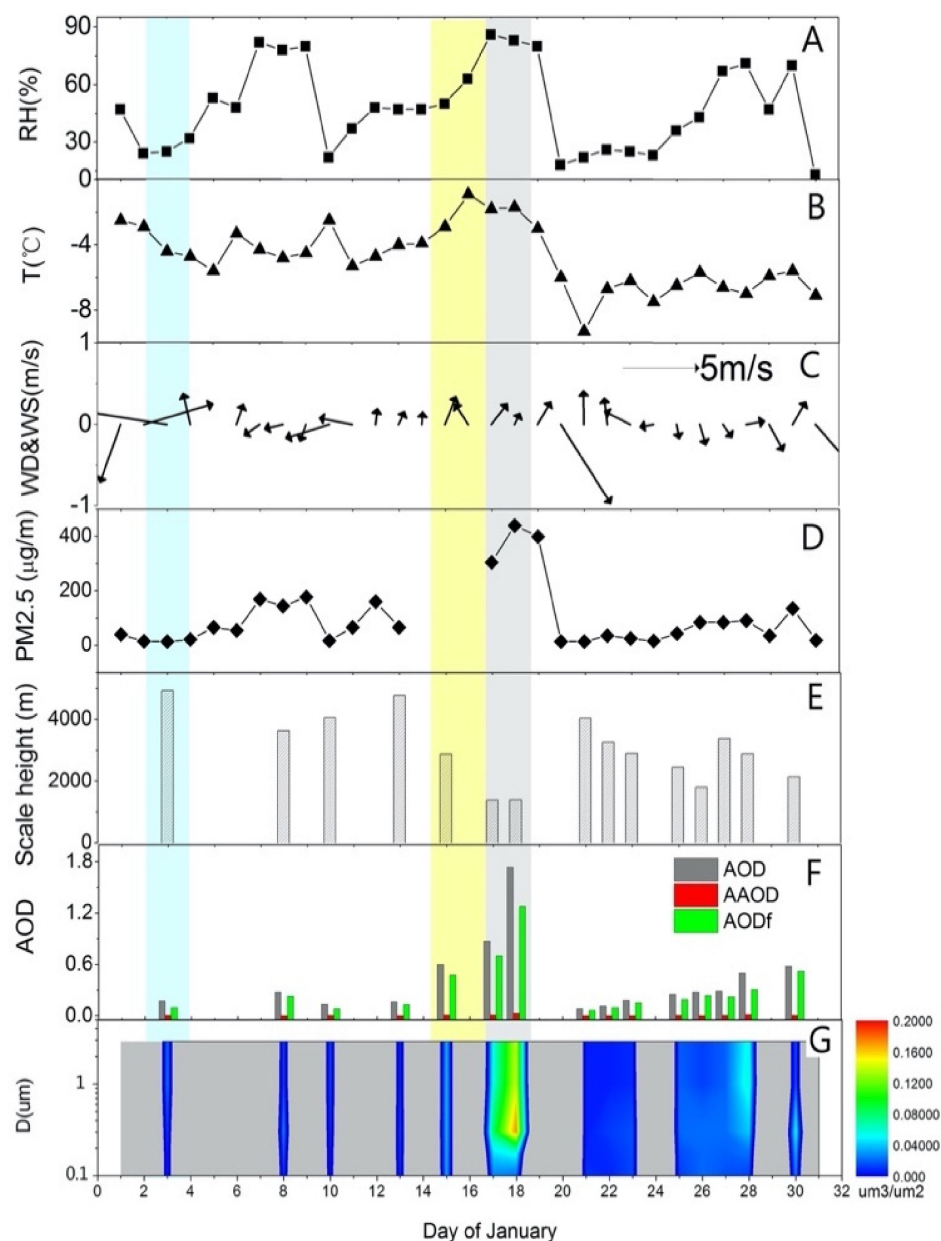 A
RH(%)
90
60
30
0
B
T(℃)
-4
-8
C
WD&WS(m/s)
5m/s
1
0
-1
D
PM2.5 (μg/m)
400
200
0
E
Scale height (m)
4000
2000
0
F
AOD
1.8
1.2
0.6
0.0
AOD
AAOD
AODf
G
D(um)
1
0.1
0.2000
0.1600
0.1200
0.08000
0.04000
0.000
um3/um2
0 2 4 6 8 10 12 14 16 18 20 22 24 26 28 30 32
Day of January